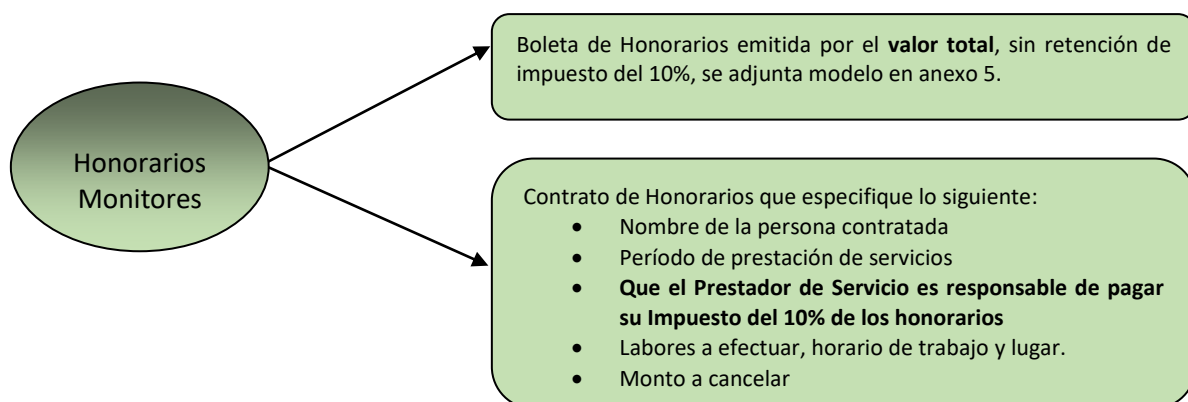 Boleta de Honorarios emitida por el valor total, sin retención de
impuesto del 10%, se adjunta modelo en anexo 5.
Honorarios
Monitores
Contrato de Honorarios que especifique lo siguiente:
• Nombre de la persona contratada
• Período de prestación de servicios
• Que el Prestador de Servicio es responsable de pagar
su Impuesto del 10% de los honorarios
• Labores a efectuar, horario de trabajo y lugar.
• Monto a cancelar